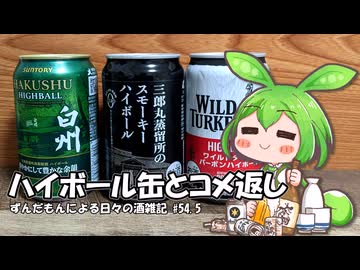 SUNTORY
HAKUSHU
HIGHBALL
白州
三郎丸蒸留所の
スモーキー
ハイボール
WILD
TURKEY
HIG
ワイルドタ
バーボンハイボー
ハイボール缶とコメ返し
ずんだもんによる日々の酒雑記 #54.5